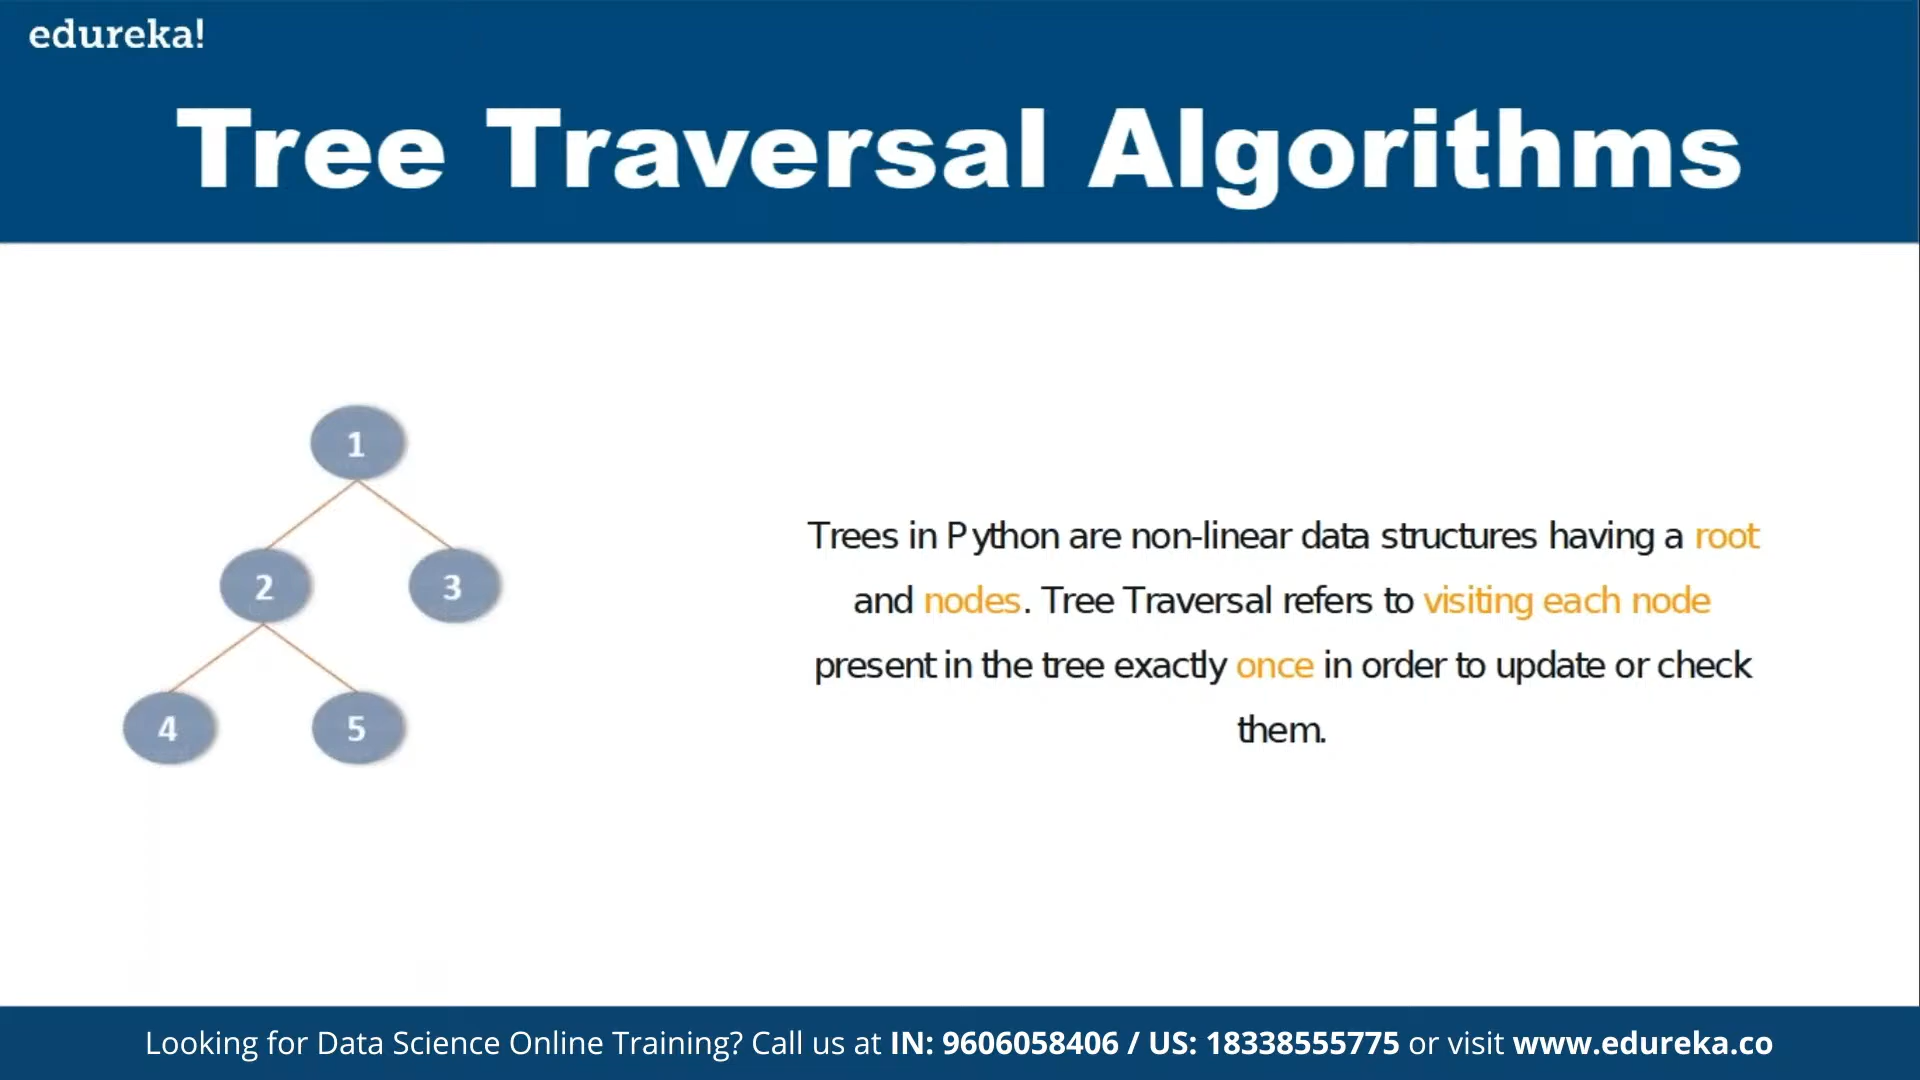 edureka!
Tree Traversal Algorithms
1
2
3
4
5
Trees in Python are non-linear data structures having a root
and nodes. Tree Traversal refers to visiting each node
present in the tree exactly once in order to update or check
them.
Looking for Data Science Online Training? Call us at IN: 9606058406 / US: 18338555775 or visit www.edureka.co